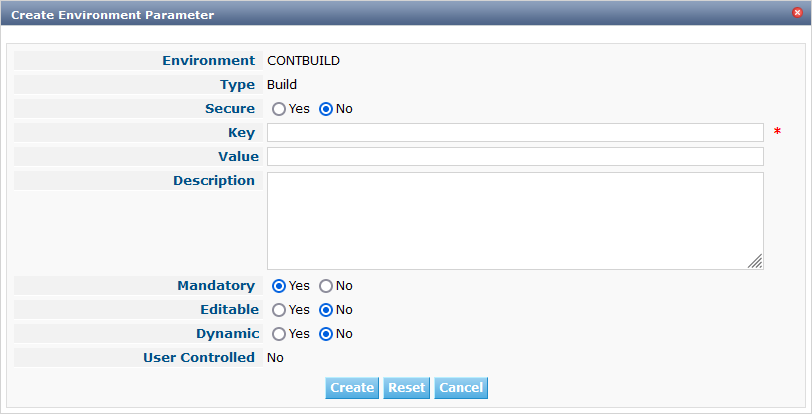 Create Environment Parameter
Environment CONTBUILD
Type Build
Secure Yes No
Key *
Value
Description
Mandatory Yes No
Editable Yes No
Dynamic Yes No
User Controlled No
Create Reset Cancel